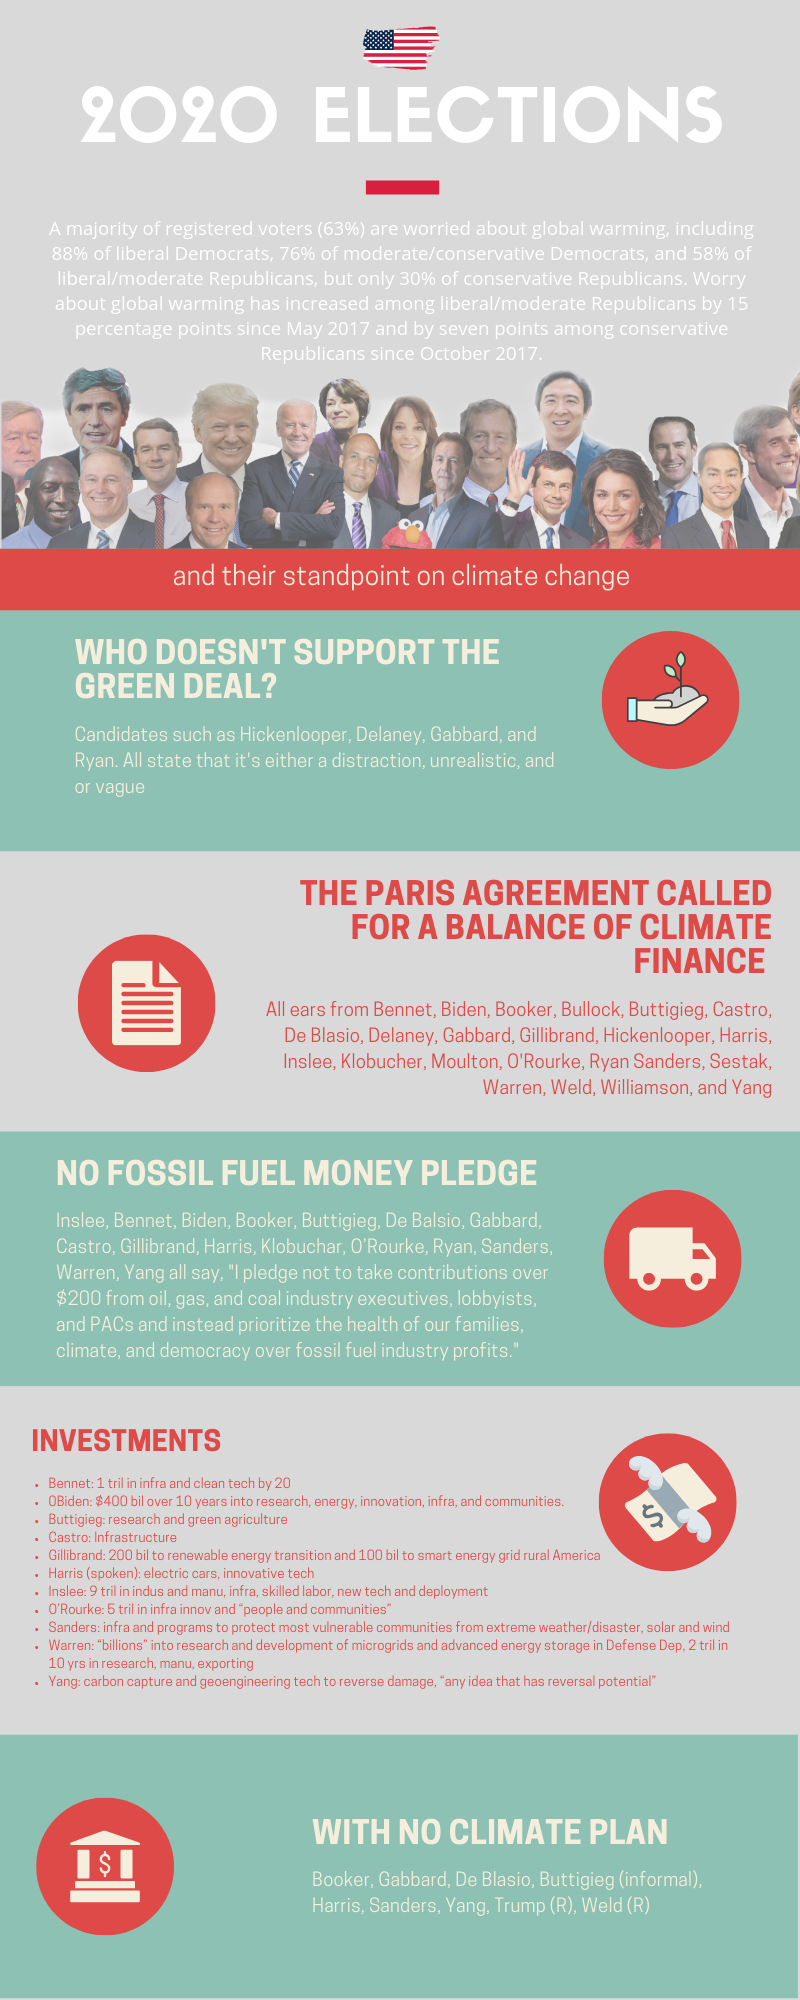 2020 ELECTIONS
A majority of registered voters (63%) are worried about global warming, including
88% of liberal Democrats, 76% of moderate/conservative Democrats, and 58% of
liberal/moderate Republicans, but only 30% of conservative Republicans. Worry
about global warming has increased among liberal/moderate Republicans by 15
percentage points since May 2017 and by seven points among conservative
Republicans since October 2017.
and their standpoint on climate change
WHO DOESN'T SUPPORT THE
GREEN DEAL?
Candidates such as Hickenlooper, Delaney, Gabbard, and
Ryan. All state that it's either a distraction, unrealistic, and
or vague
THE PARIS AGREEMENT CALLED
FOR A BALANCE OF CLIMATE
FINANCE
All ears from Bennet, Biden, Booker, Bullock, Buttigieg, Castro,
De Blasio, Delaney, Gabbard, Gillibrand, Hickenlooper, Harris,
Inslee, Klobucher, Moulton, O'Rourke, Ryan Sanders, Sestak,
Warren, Weld, Williamson, and Yang
NO FOSSIL FUEL MONEY PLEDGE
Inslee, Bennet, Biden, Booker, Buttigieg, De Balsio, Gabbard,
Castro, Gillibrand, Harris, Klobuchar, O'Rourke, Ryan, Sanders,
Warren, Yang all say, "I pledge not to take contributions over
$200 from oil, gas, and coal industry executives, lobbyists,
and PACs and instead prioritize the health of our families,
climate, and democracy over fossil fuel industry profits."
INVESTMENTS
• Bennet: 1 tril in infra and clean tech by 20
• OBiden: $400 bil over 10 years into research, energy, innovation, infra, and communities.
• Buttigieg: research and green agriculture
• Castro: Infrastructure
• Gillibrand: 200 bil to renewable energy transition and 100 bil to smart energy grid rural America
• Harris (spoken): electric cars, innovative tech
• Inslee: 9 tril in indus and manu, infra, skilled labor, new tech and deployment
• O'Rourke: 5 tril in infra innov and “people and communities”
• Sanders: infra and programs to protect most vulnerable communities from extreme weather/disaster, solar and wind
• Warren: “billions” into research and development of microgrids and advanced energy storage in Defense Dep, 2 tril in
10 yrs in research, manu, exporting
• Yang: carbon capture and geoengineering tech to reverse damage, “any idea that has reversal potential”
$
$
WITH NO CLIMATE PLAN
Booker, Gabbard, De Blasio, Buttigieg (informal),
Harris, Sanders, Yang, Trump (R), Weld (R)